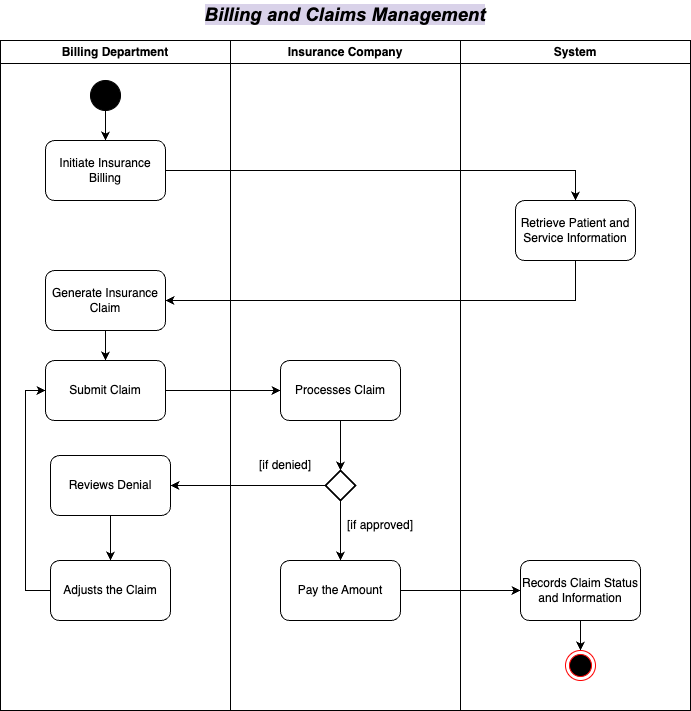 Billing and Claims Management
Billing Department
Insurance Company
System
Initiate Insurance
Billing
Retrieve Patient and
Service Information
Generate Insurance
Claim
Submit Claim
Processes Claim
[if denied]
Reviews Denial
[if approved]
Adjusts the Claim
Pay the Amount
Records Claim Status
and Information